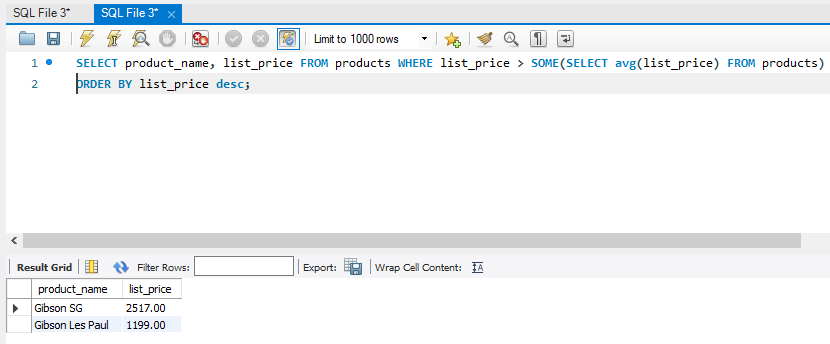 SQL File 3* SQL File 3*
Limit to 1000 rows
1 SELECT product_name, list_price FROM products WHERE list_price > SOME(SELECT avg(list_price) FROM products)
2 ORDER BY list_price desc;
Result Grid Filter Rows: Export: Wrap Cell Content:
product_name list_price
Gibson SG 2517.00
Gibson Les Paul 1199.00